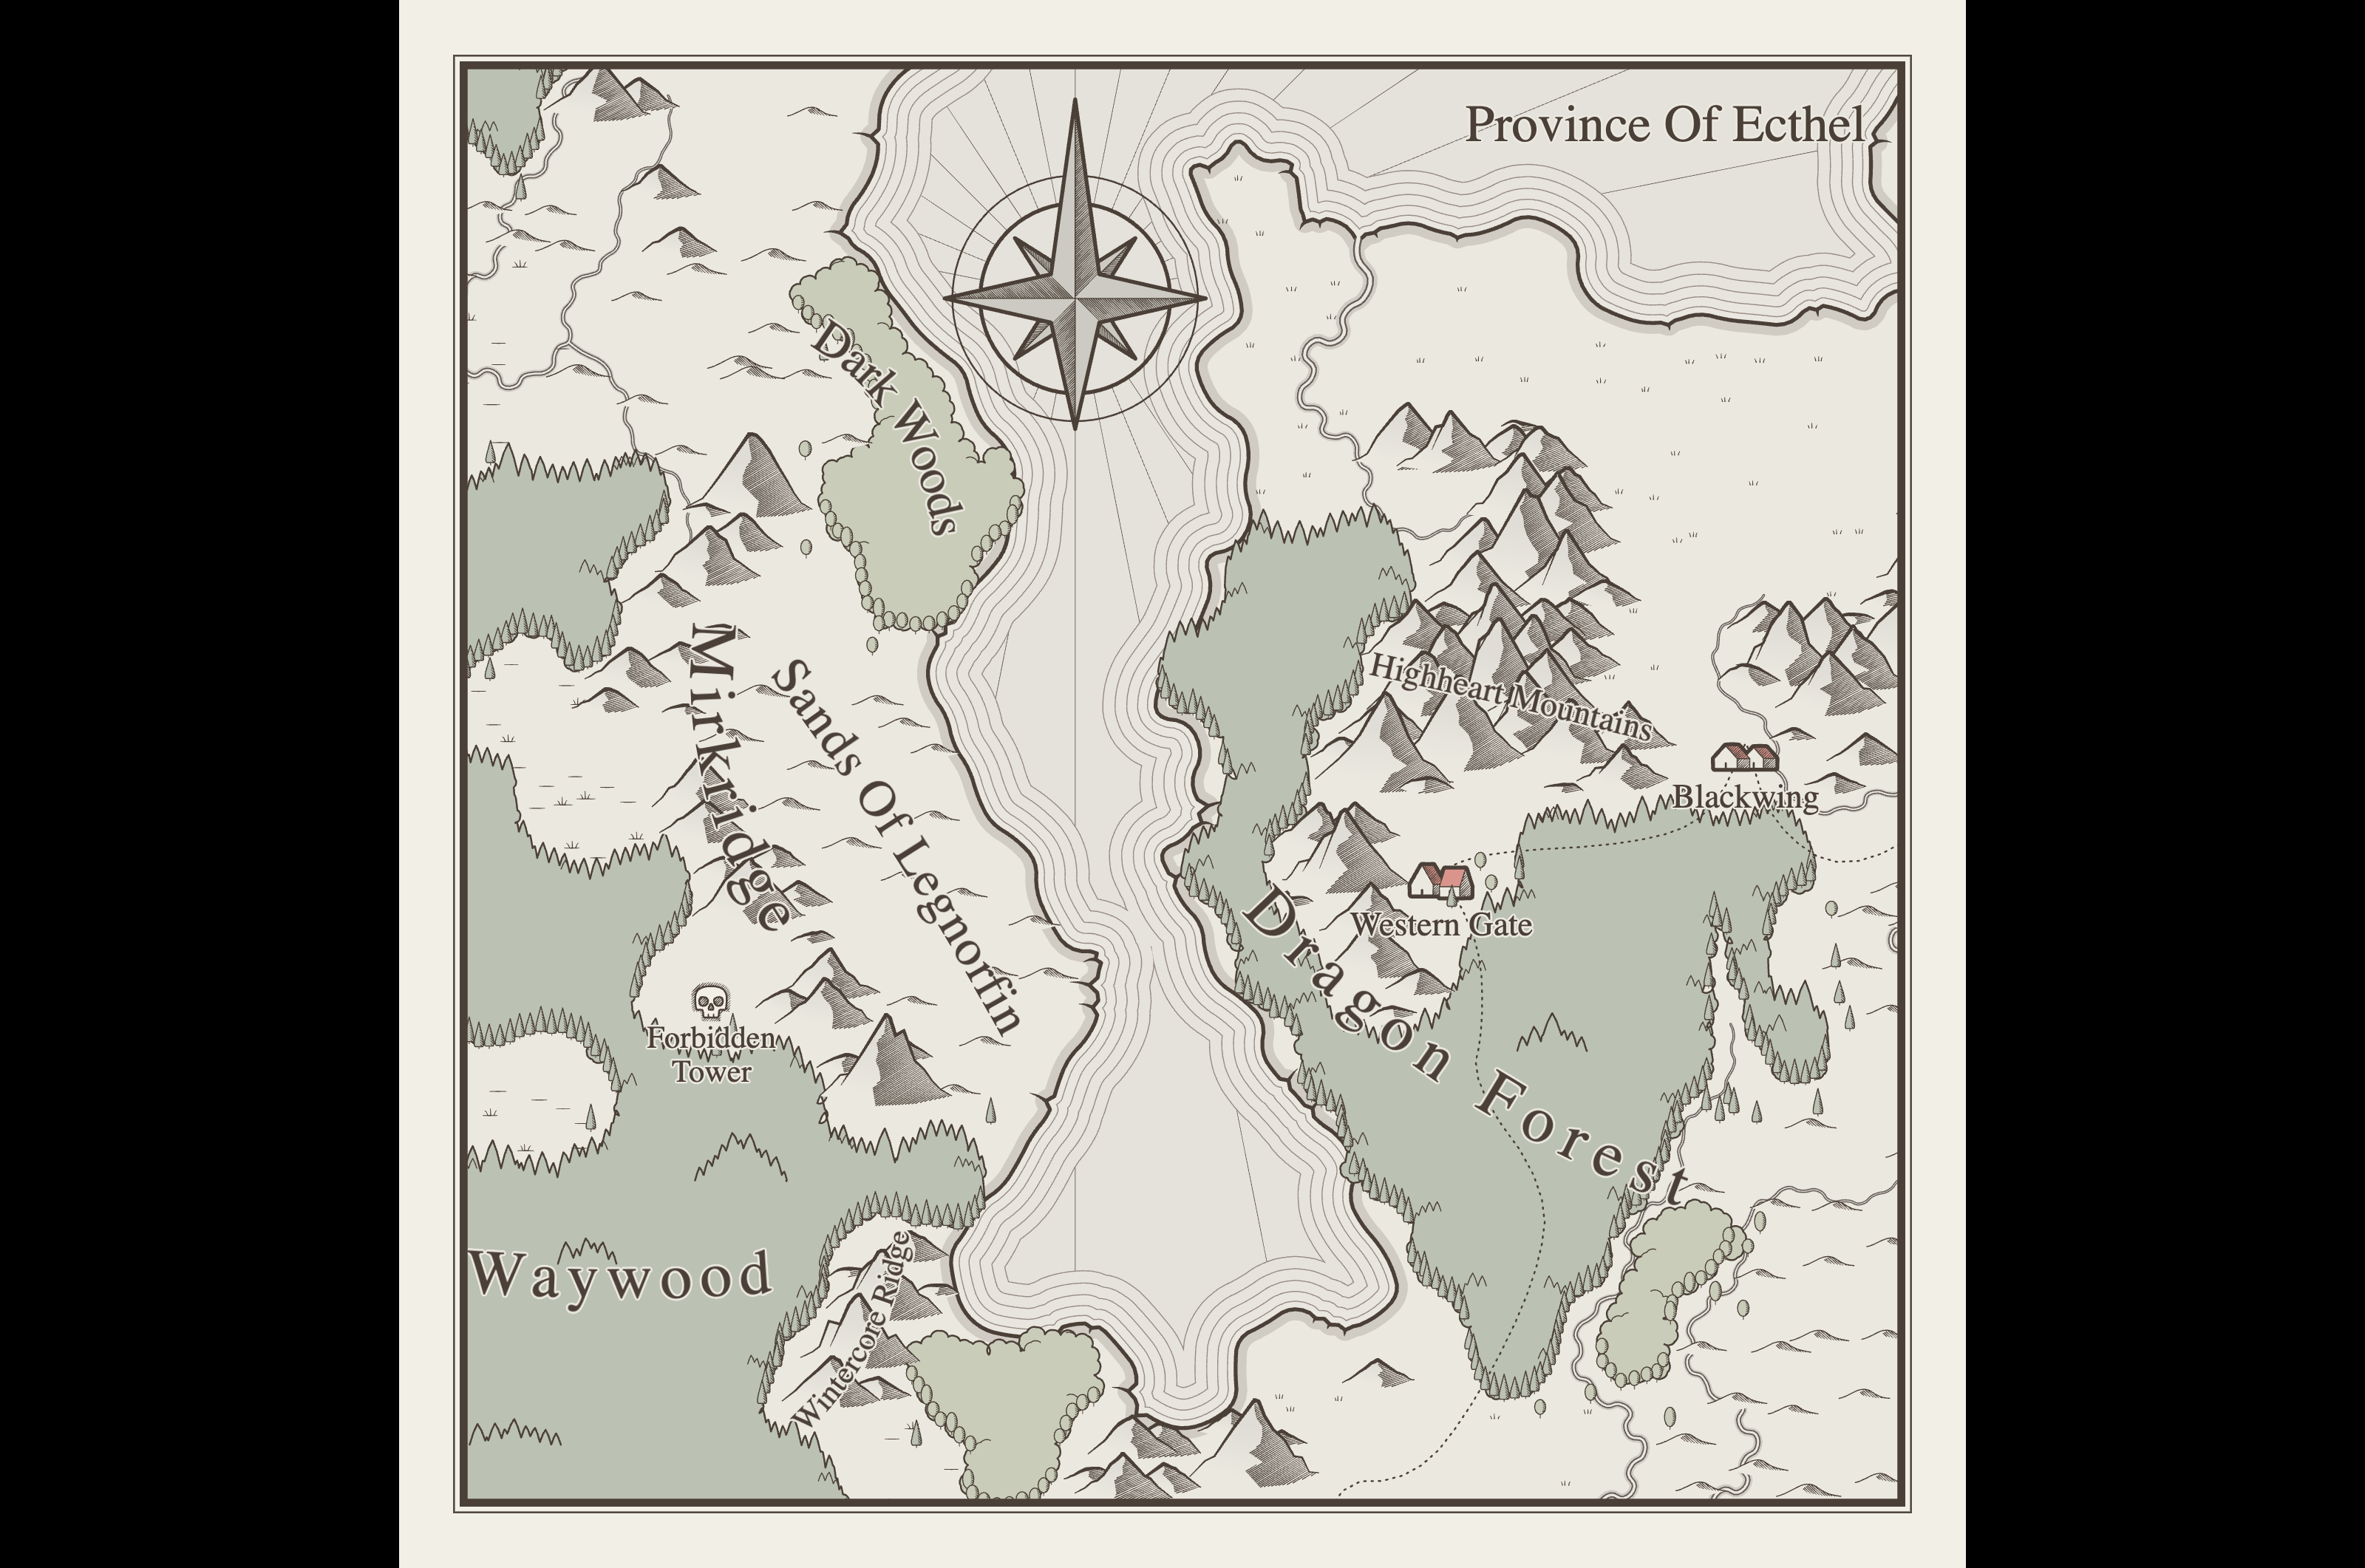 Province Of Ecthel
Dark Woods
Mirkridge
Sands Of Legnorfin
Highheart Mountains
Blackwing
Western Gate
Dragon Forest
Forbidden
Tower
Waywood
Wintercore Ridge